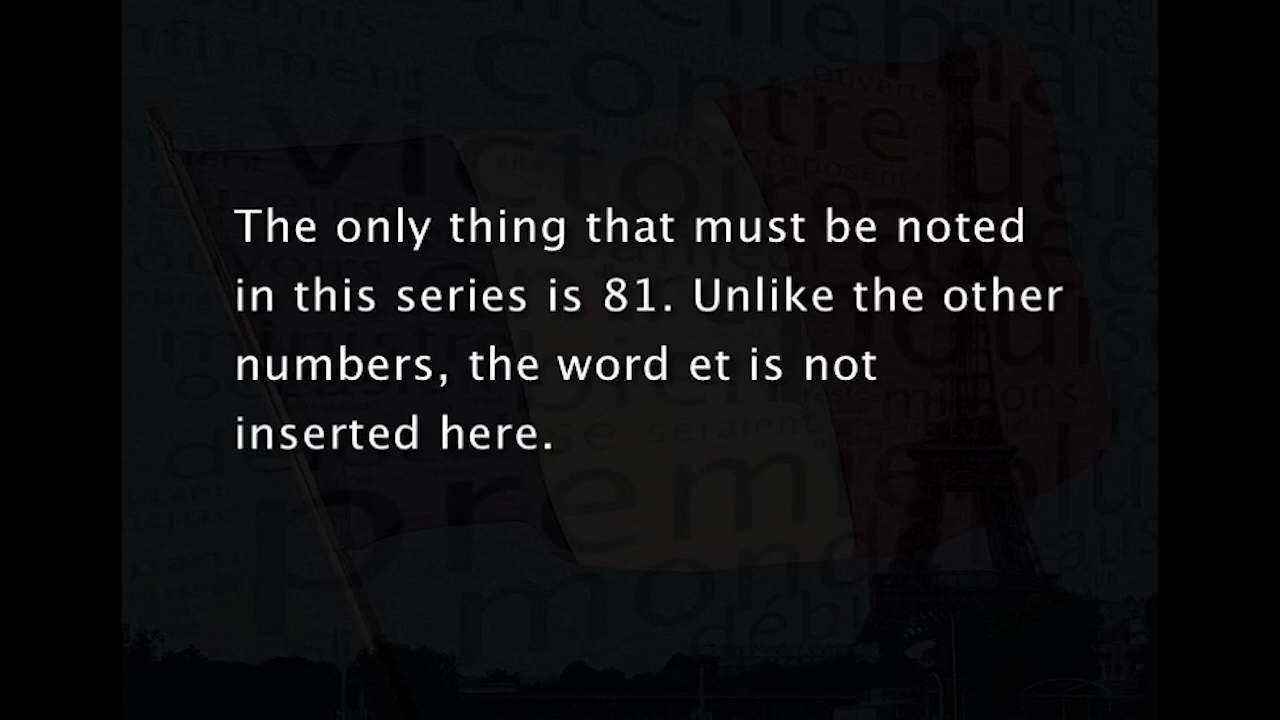 The only thing that must be noted
in this series is 81. Unlike the other
numbers, the word et is not
inserted here.